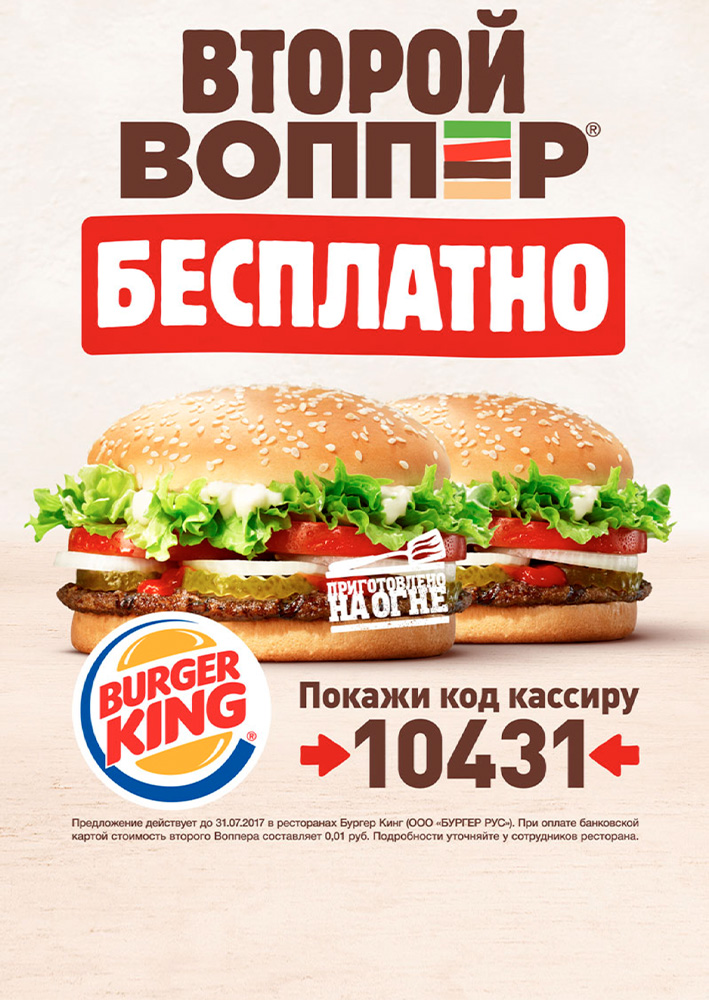 ВТОРОЙ
ВОППЕР®
БЕСПЛАТНО
ПРИГОТОВЛЕНО
НА ОГНЕ
BURGER
KING®
Покажи код кассиру
10431
Предложение действует до 31.07.2017 в ресторанах Бургер Кинг (ООО «БУРГЕР РУС»). При оплате банковской
картой стоимость второго Воппера составляет 0,01 руб. Подробности уточняйте у сотрудников ресторана.